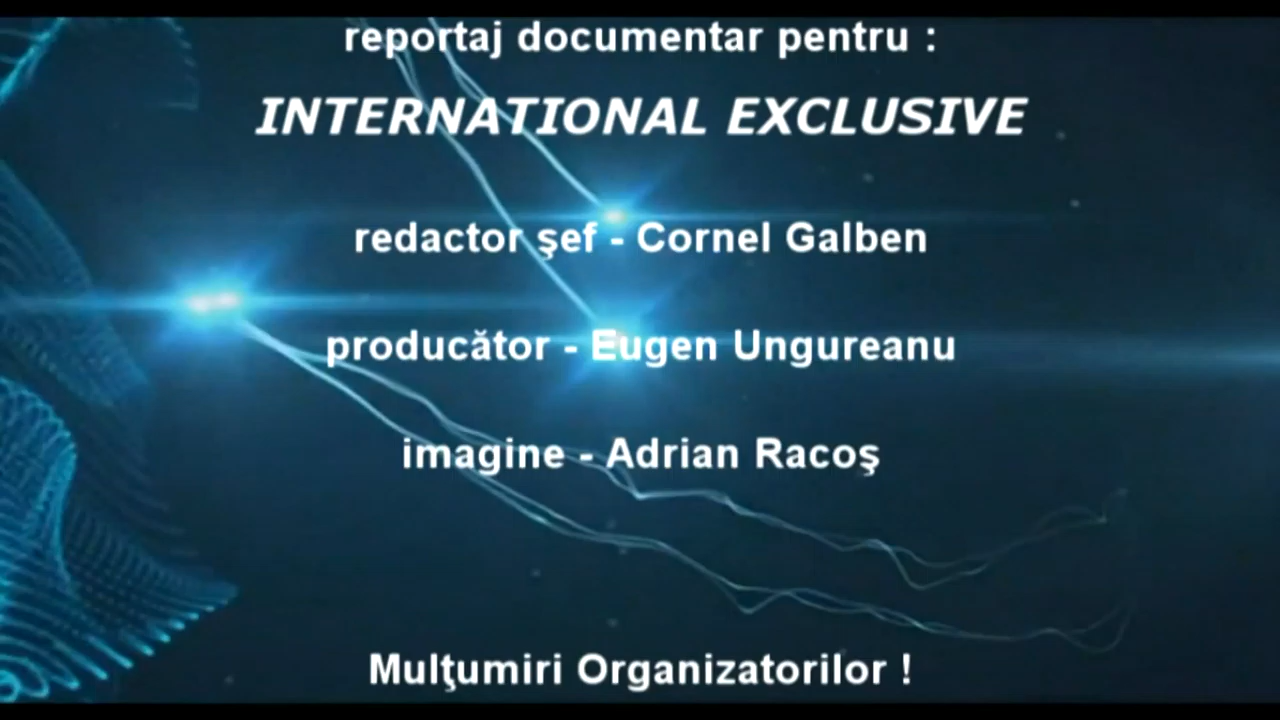 reportaj documentar pentru :
INTERNATIONAL EXCLUSIVE
redactor şef - Cornel Galben
producător - Eugen Ungureanu
imagine - Adrian Racoş
Mulţumiri Organizatorilor !